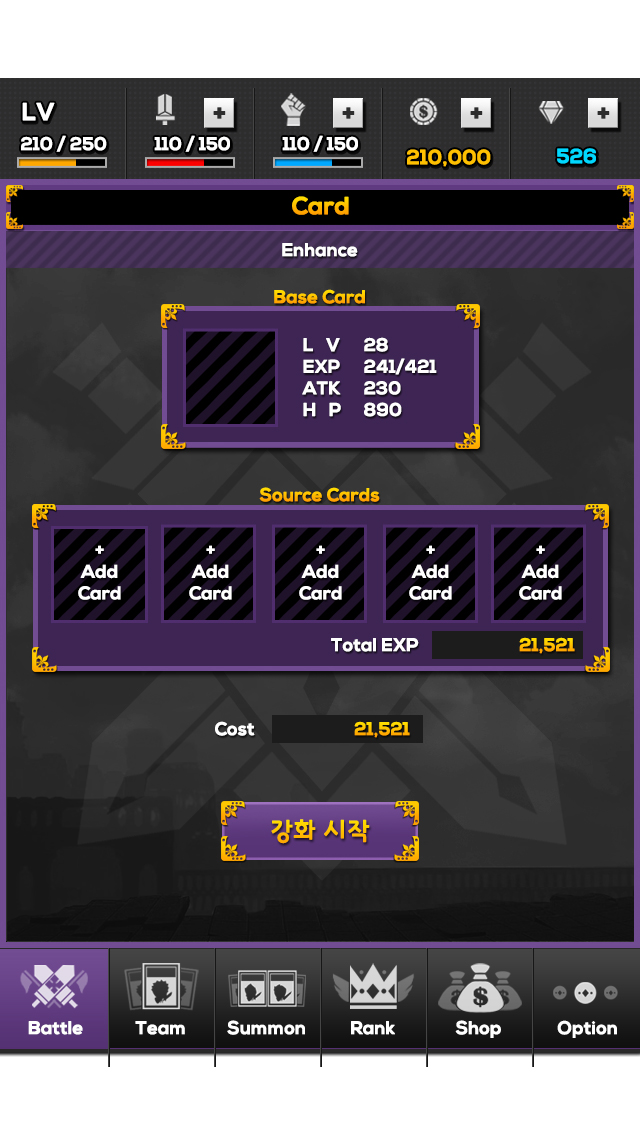 LV
+
+
+
+
210 / 250
110 / 150
110 / 150
210,000
526
Card
Enhance
Base Card
L V 28
EXP 241/421
ATK 230
H P 890
Source Cards
+ + + + +
Add Add Add Add Add
Card Card Card Card Card
Total EXP 21,521
Cost 21,521
강화 시작
Battle Team Summon Rank Shop Option